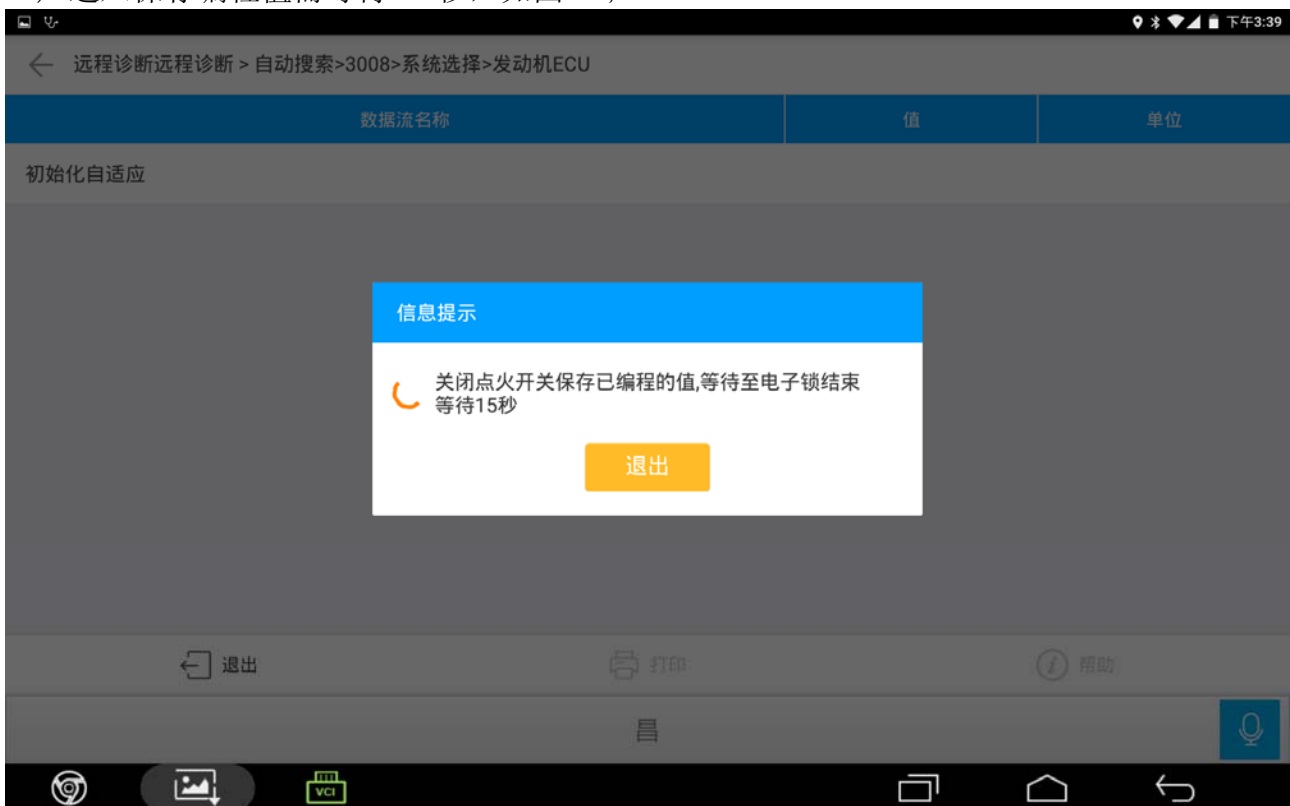 下午3:39
远程诊断远程诊断 > 自动搜索>3008>系统选择>发动机ECU
数据流名称 值 单位
初始化自适应
信息提示
关闭点火开关保存已编程的值,等待至电子锁结束
等待15秒
退出
退出 打印 帮助
昌
VCI